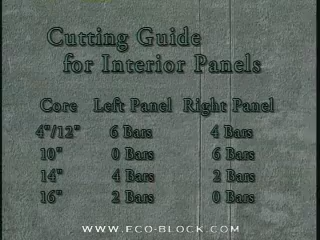 Cutting Guide
for Interior Panels
Core Left Panel Right Panel
4"/12" 6 Bars 4 Bars
10" 0 Bars 6 Bars
14" 4 Bars 2 Bars
16" 2 Bars 0 Bars
WWW.ECO-BLOCK.COM